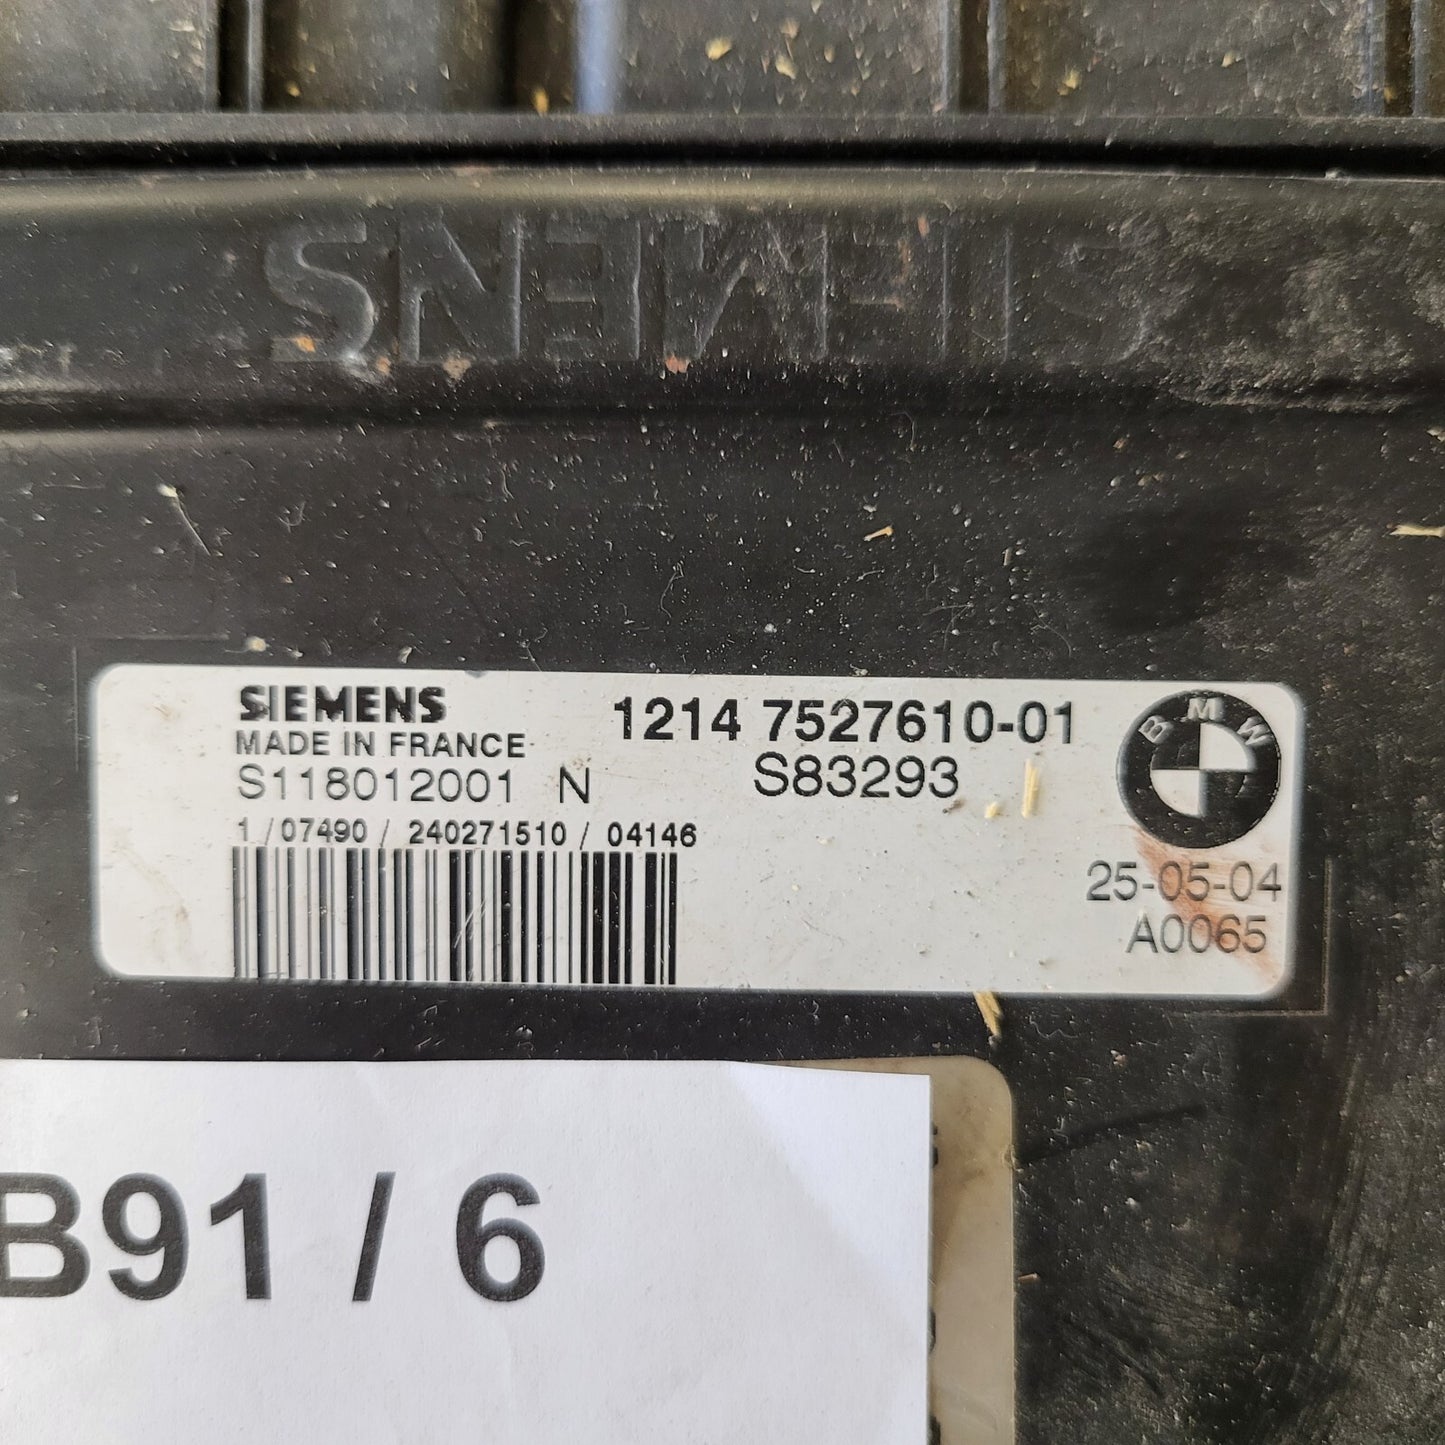 SIEMENS
SIEMENS
MADE IN FRANCE
S118012001 N
1 / 07490 / 240271510 / 04146
1214 7527610-01
S83293
BMW
25-05-04
A0065
B91 / 6